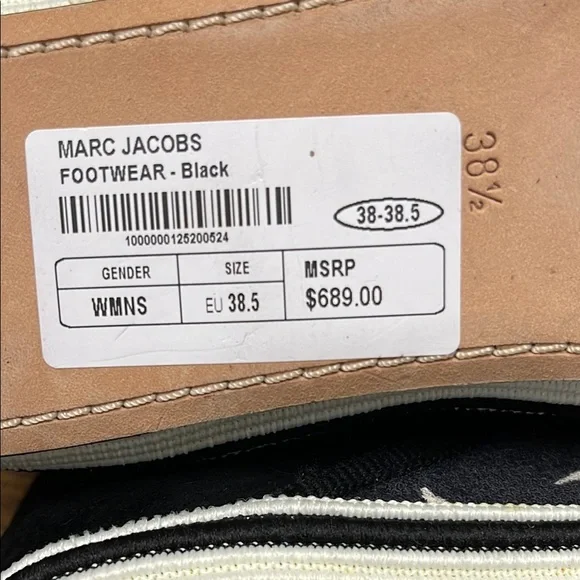 MARC JACOBS
FOOTWEAR - Black
1000000125200524
38-38.5
GENDER SIZE MSRP
WMNS EU 38.5 $689.00
38½